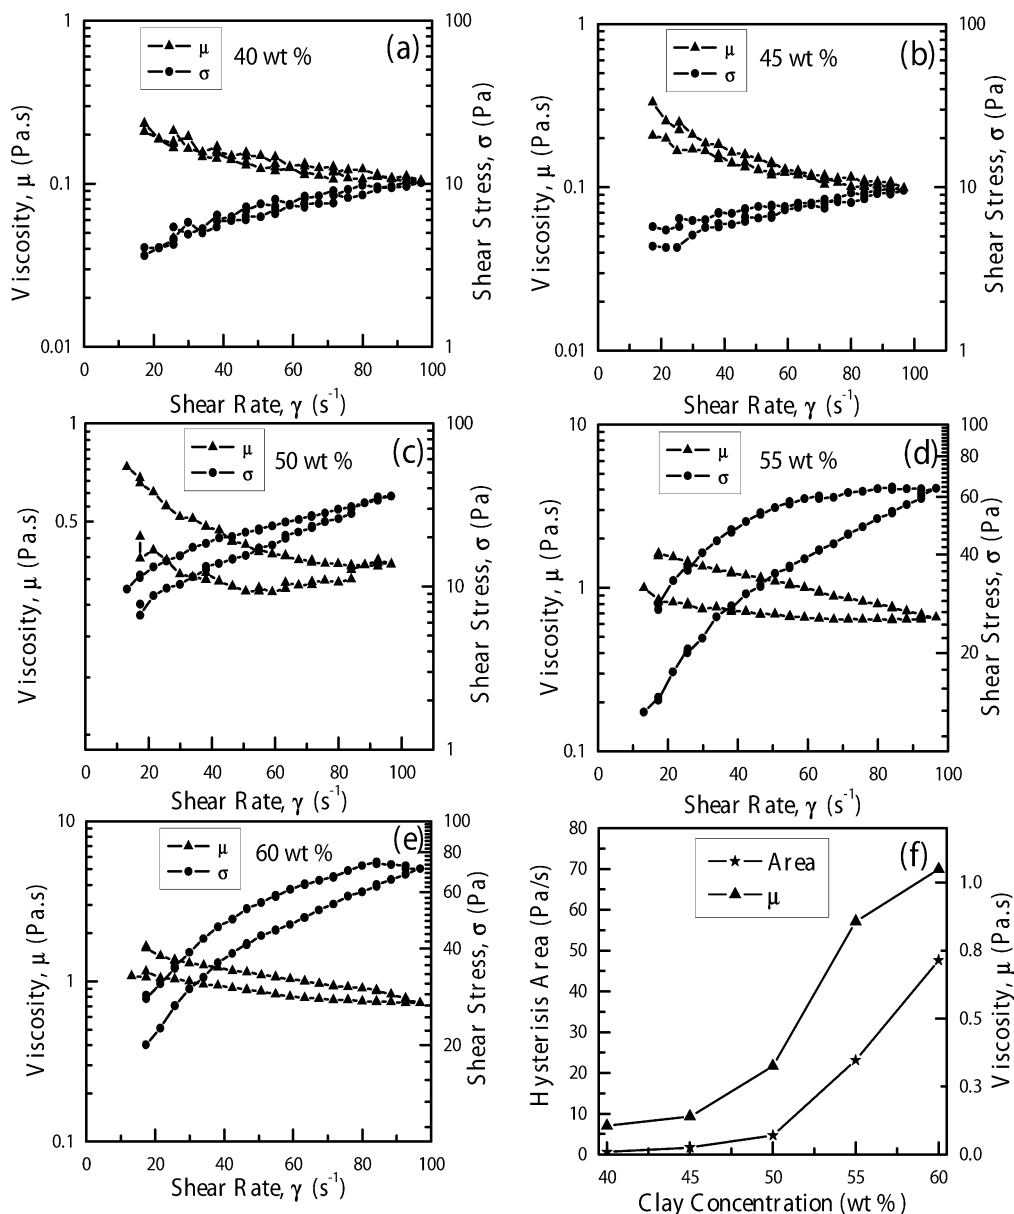 (a)
μ
σ
40 wt %
1
0.1
0.01
100
10
1
0 20 40 60 80 100
Viscosity, μ (Pa.s)
Shear Stress, σ (Pa)
Shear Rate, γ (s⁻¹)
(b)
μ
σ
45 wt %
1
0.1
0.01
100
10
1
0 20 40 60 80 100
Viscosity, μ (Pa.s)
Shear Stress, σ (Pa)
Shear Rate, γ (s⁻¹)
(c)
μ
σ
50 wt %
1
0.5
100
10
1
0 20 40 60 80 100
Viscosity, μ (Pa.s)
Shear Stress, σ (Pa)
Shear Rate, γ (s⁻¹)
(d)
μ
σ
55 wt %
10
1
0.1
100
80
60
40
20
0 20 40 60 80 100
Viscosity, μ (Pa.s)
Shear Stress, σ (Pa)
Shear Rate, γ (s⁻¹)
(e)
μ
σ
60 wt %
10
1
0.1
100
80
60
40
20
0 20 40 60 80 100
Viscosity, μ (Pa.s)
Shear Stress, σ (Pa)
Shear Rate, γ (s⁻¹)
(f)
Area
μ
80
70
60
50
40
30
20
10
0
1.0
0.8
0.5
0.3
0.0
40 45 50 55 60
Hysterisis Area (Pa/s)
Viscosity, μ (Pa.s)
Clay Concentration (wt %)